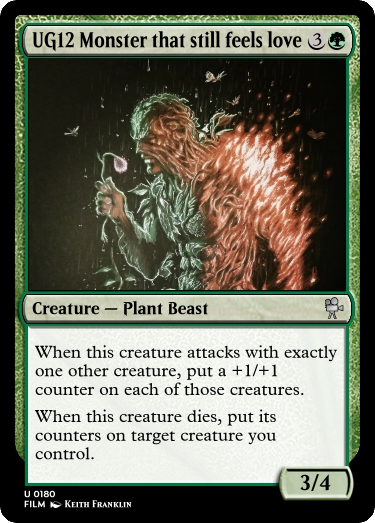 UG12 Monster that still feels love 3
Creature — Plant Beast
When this creature attacks with exactly
one other creature, put a +1/+1
counter on each of those creatures.
When this creature dies, put its
counters on target creature you
control.
3/4
U 0180
FILM Keith Franklin